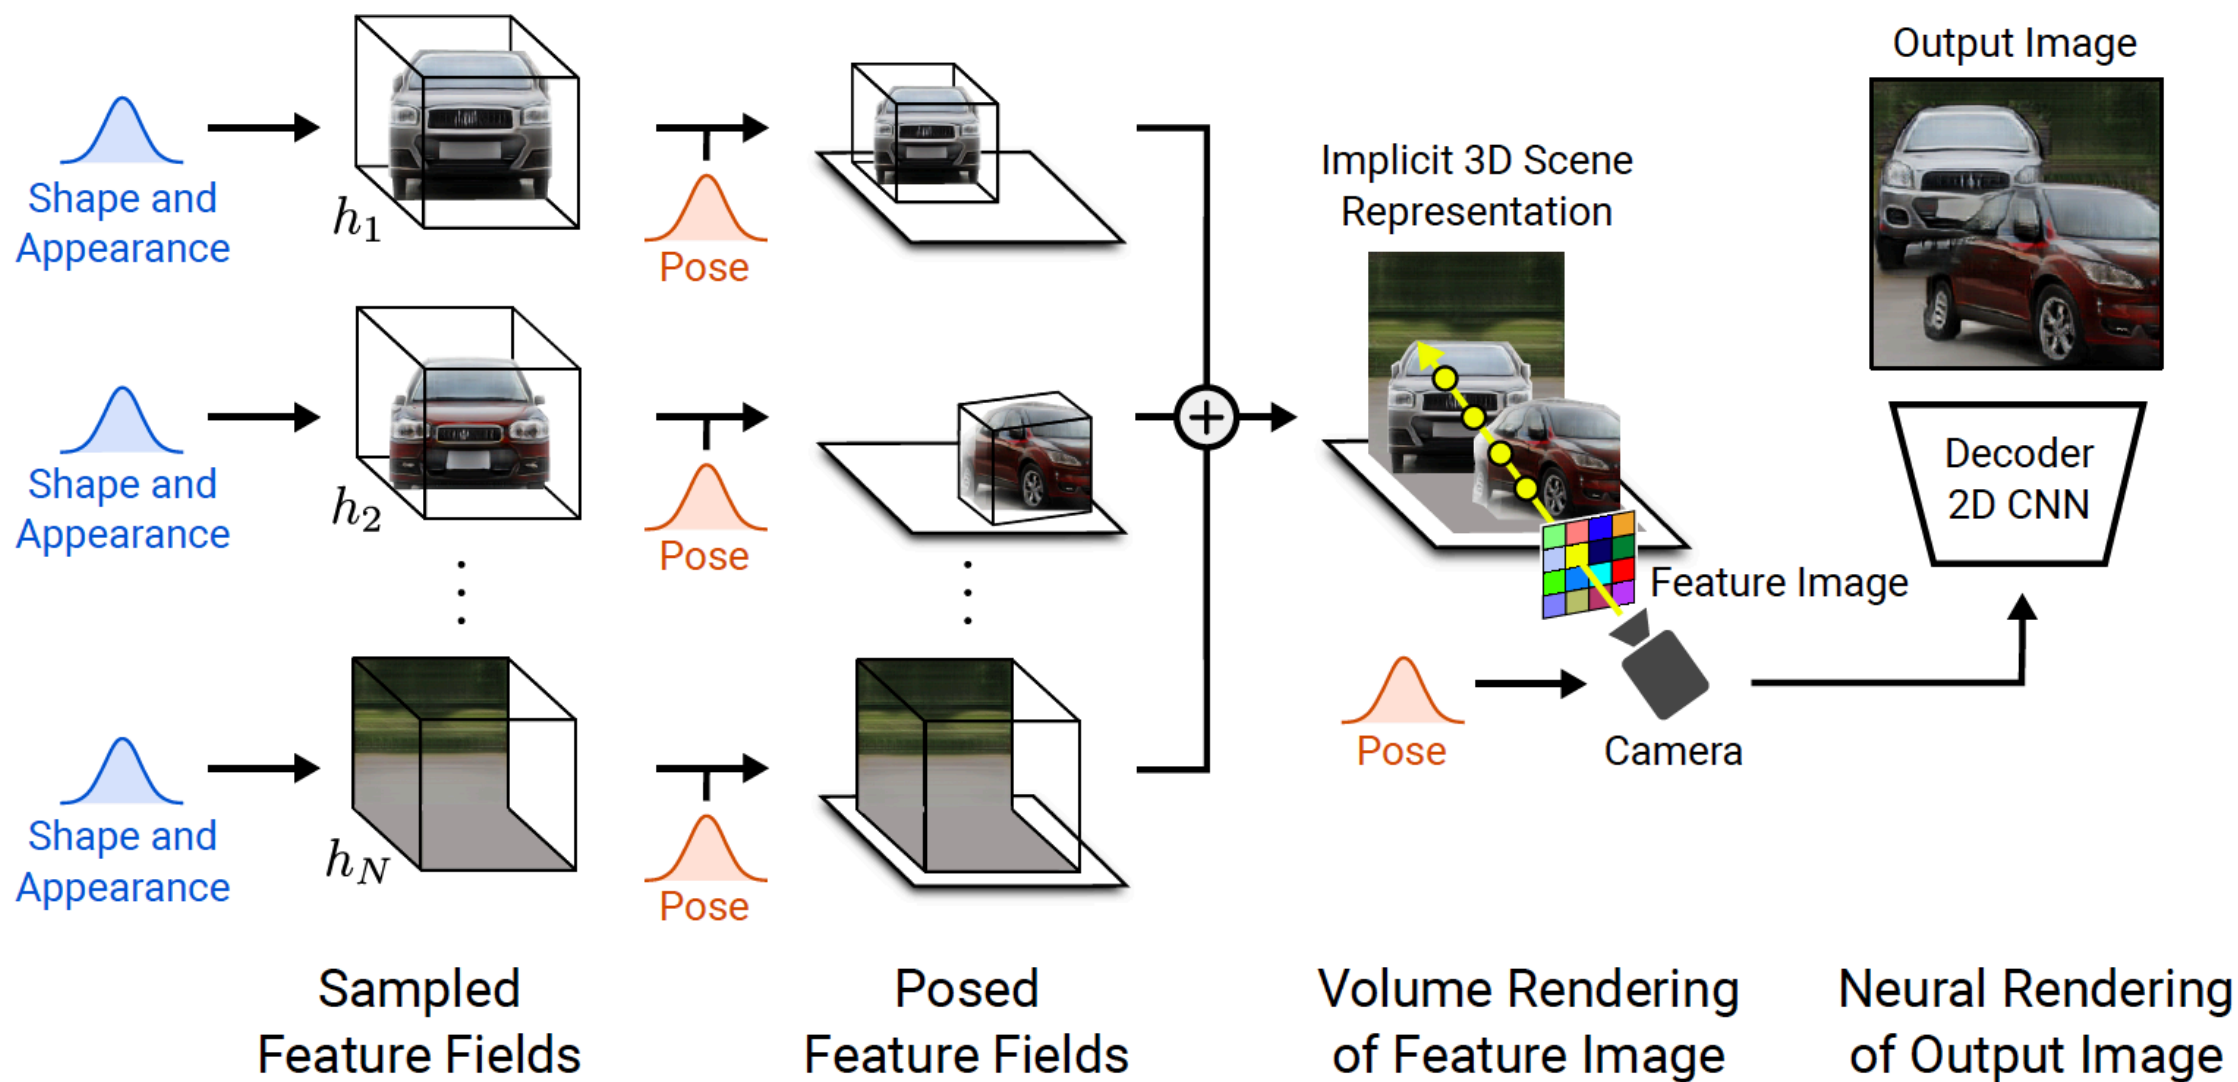 Shape and
Appearance
h1
Pose
Shape and
Appearance
h2
Pose
Shape and
Appearance
hN
Pose
+
Implicit 3D Scene
Representation
Feature Image
Pose
Camera
Output Image
Decoder
2D CNN
Sampled
Feature Fields
Posed
Feature Fields
Volume Rendering
of Feature Image
Neural Rendering
of Output Image